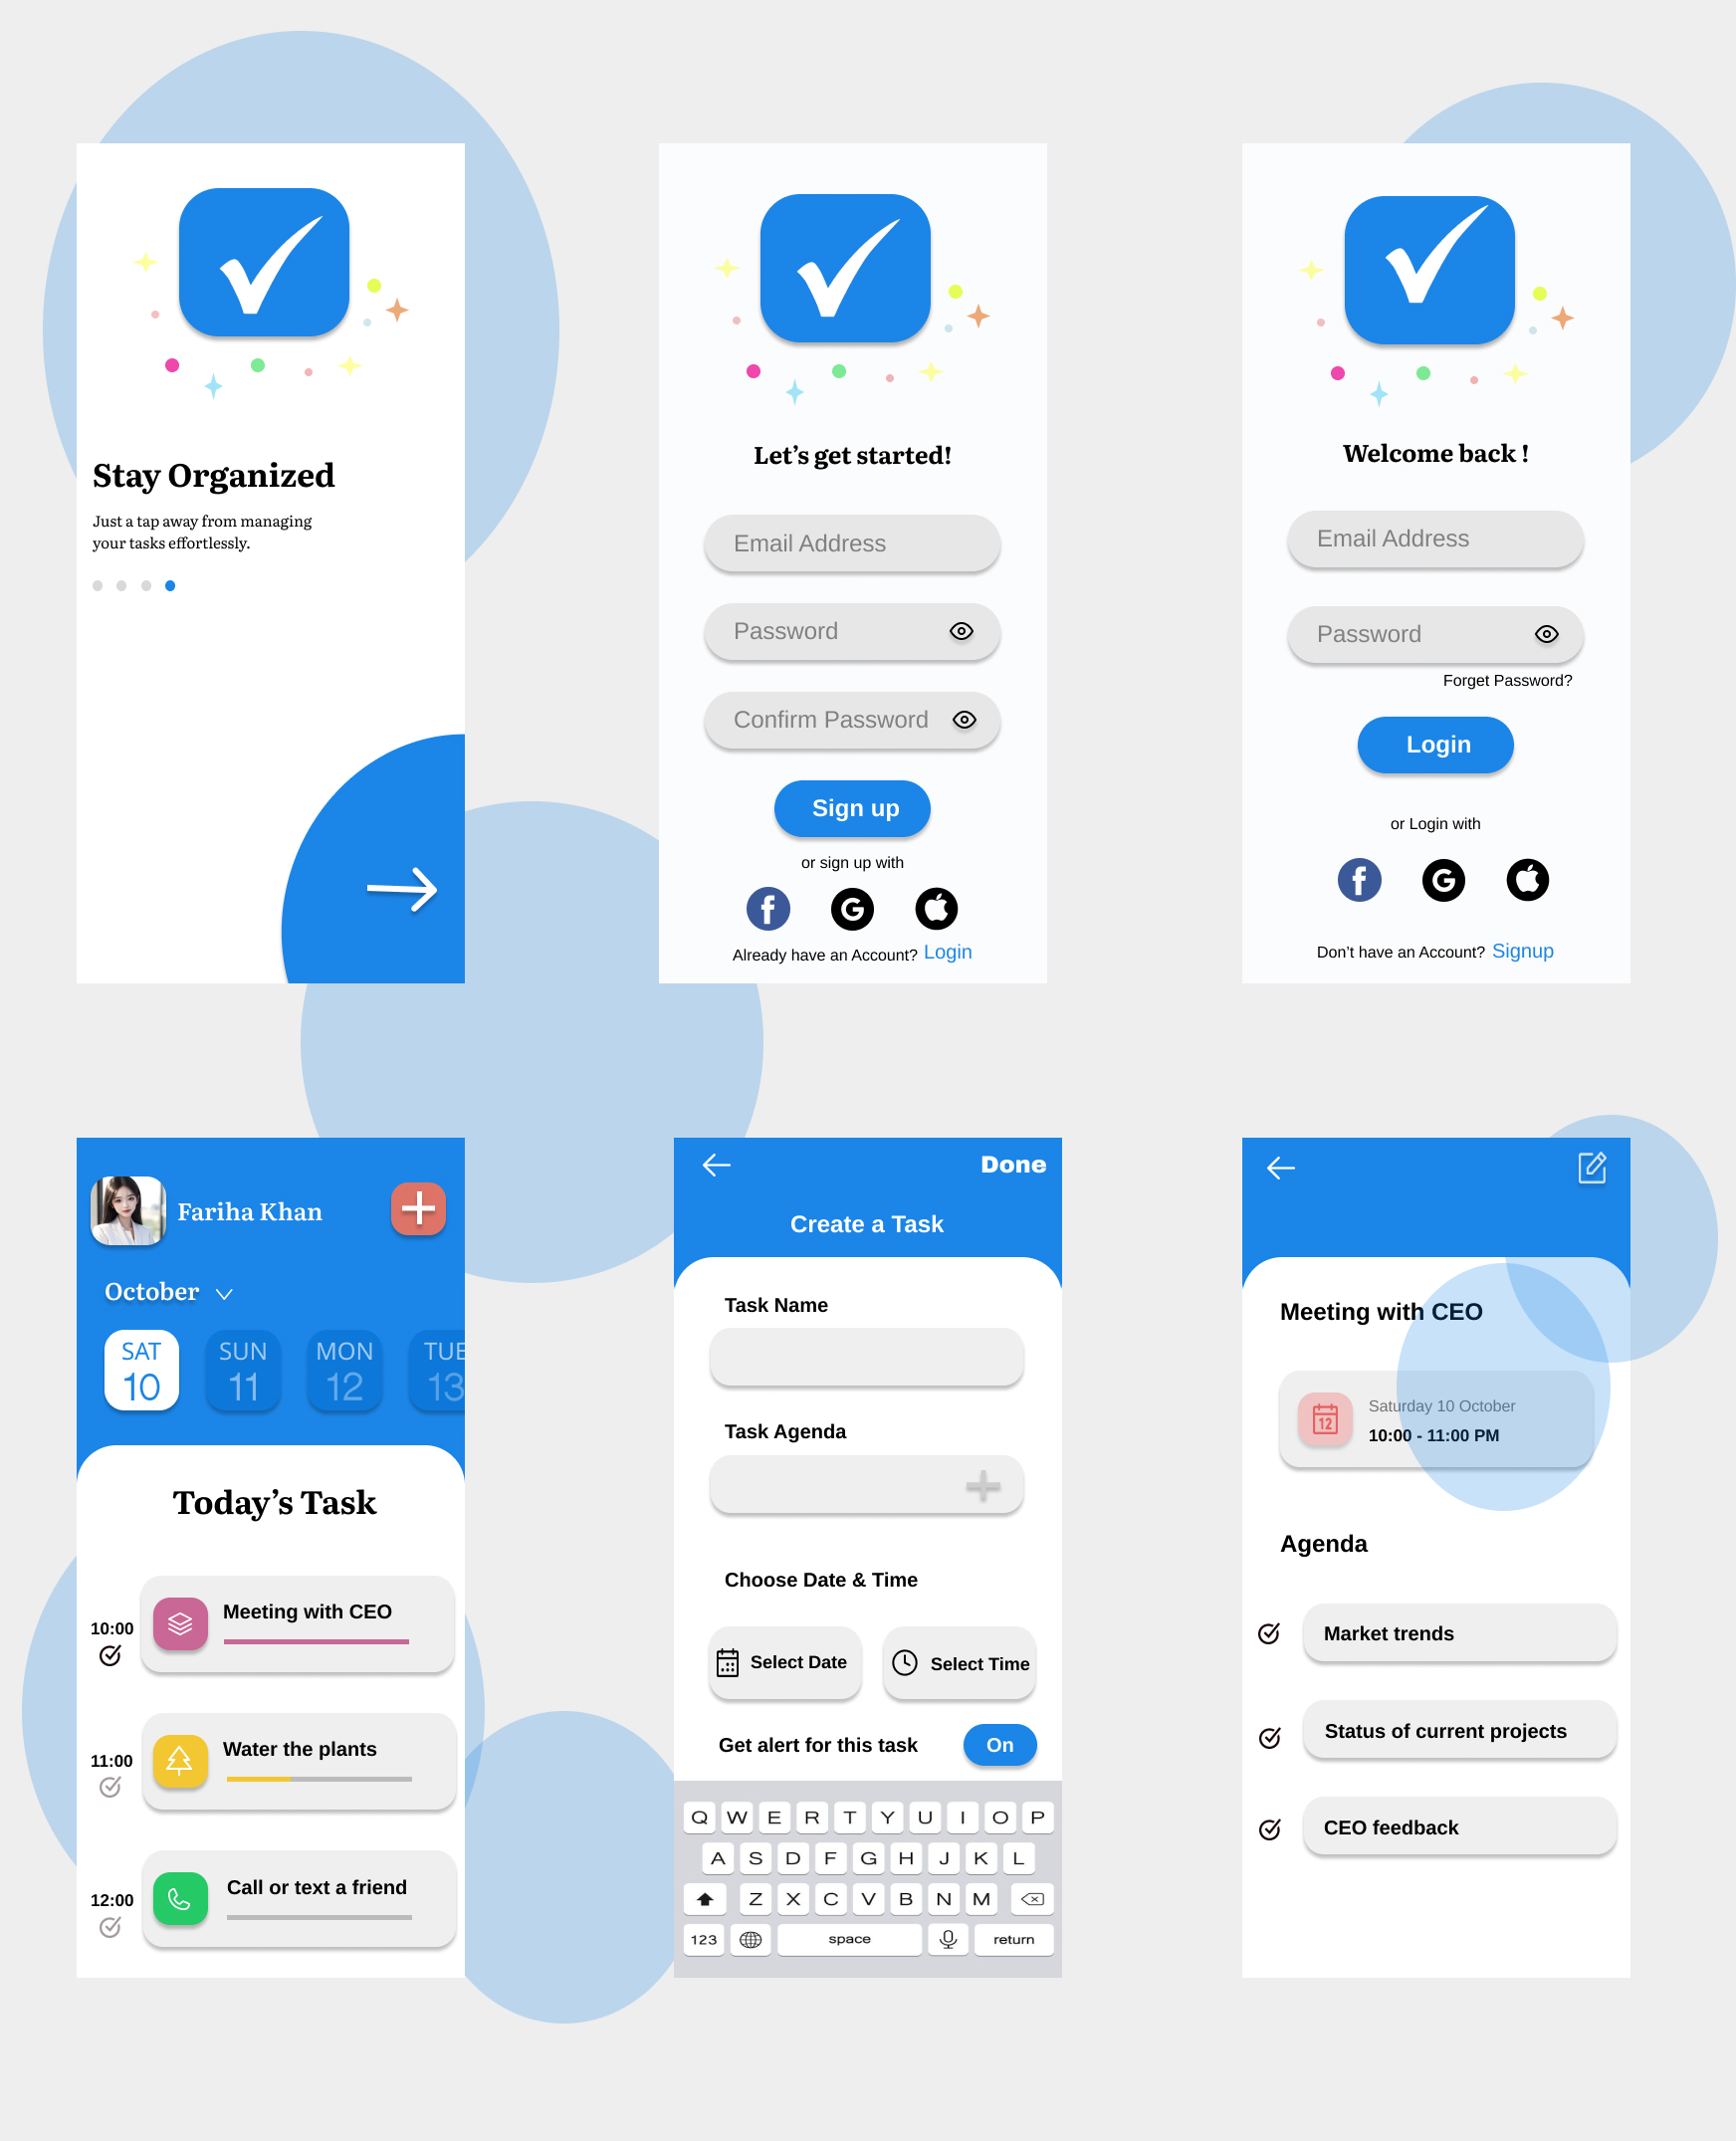 Stay Organized
Just a tap away from managing
your tasks effortlessly.
Let’s get started!
Email Address
Password
Confirm Password
Sign up
or sign up with
f G
Already have an Account? Login
Welcome back !
Email Address
Password
Forget Password?
Login
or Login with
f G
Don’t have an Account? Signup
Fariha Khan
October
SAT SUN MON TUE
10 11 12 13
Today’s Task
10:00 Meeting with CEO
11:00 Water the plants
12:00 Call or text a friend
Done
Create a Task
Task Name
Task Agenda
Choose Date & Time
Select Date Select Time
Get alert for this task On
Q W E R T Y U I O P
A S D F G H J K L
Z X C V B N M
123 space return
Meeting with CEO
12
Saturday 10 October
10:00 - 11:00 PM
Agenda
Market trends
Status of current projects
CEO feedback